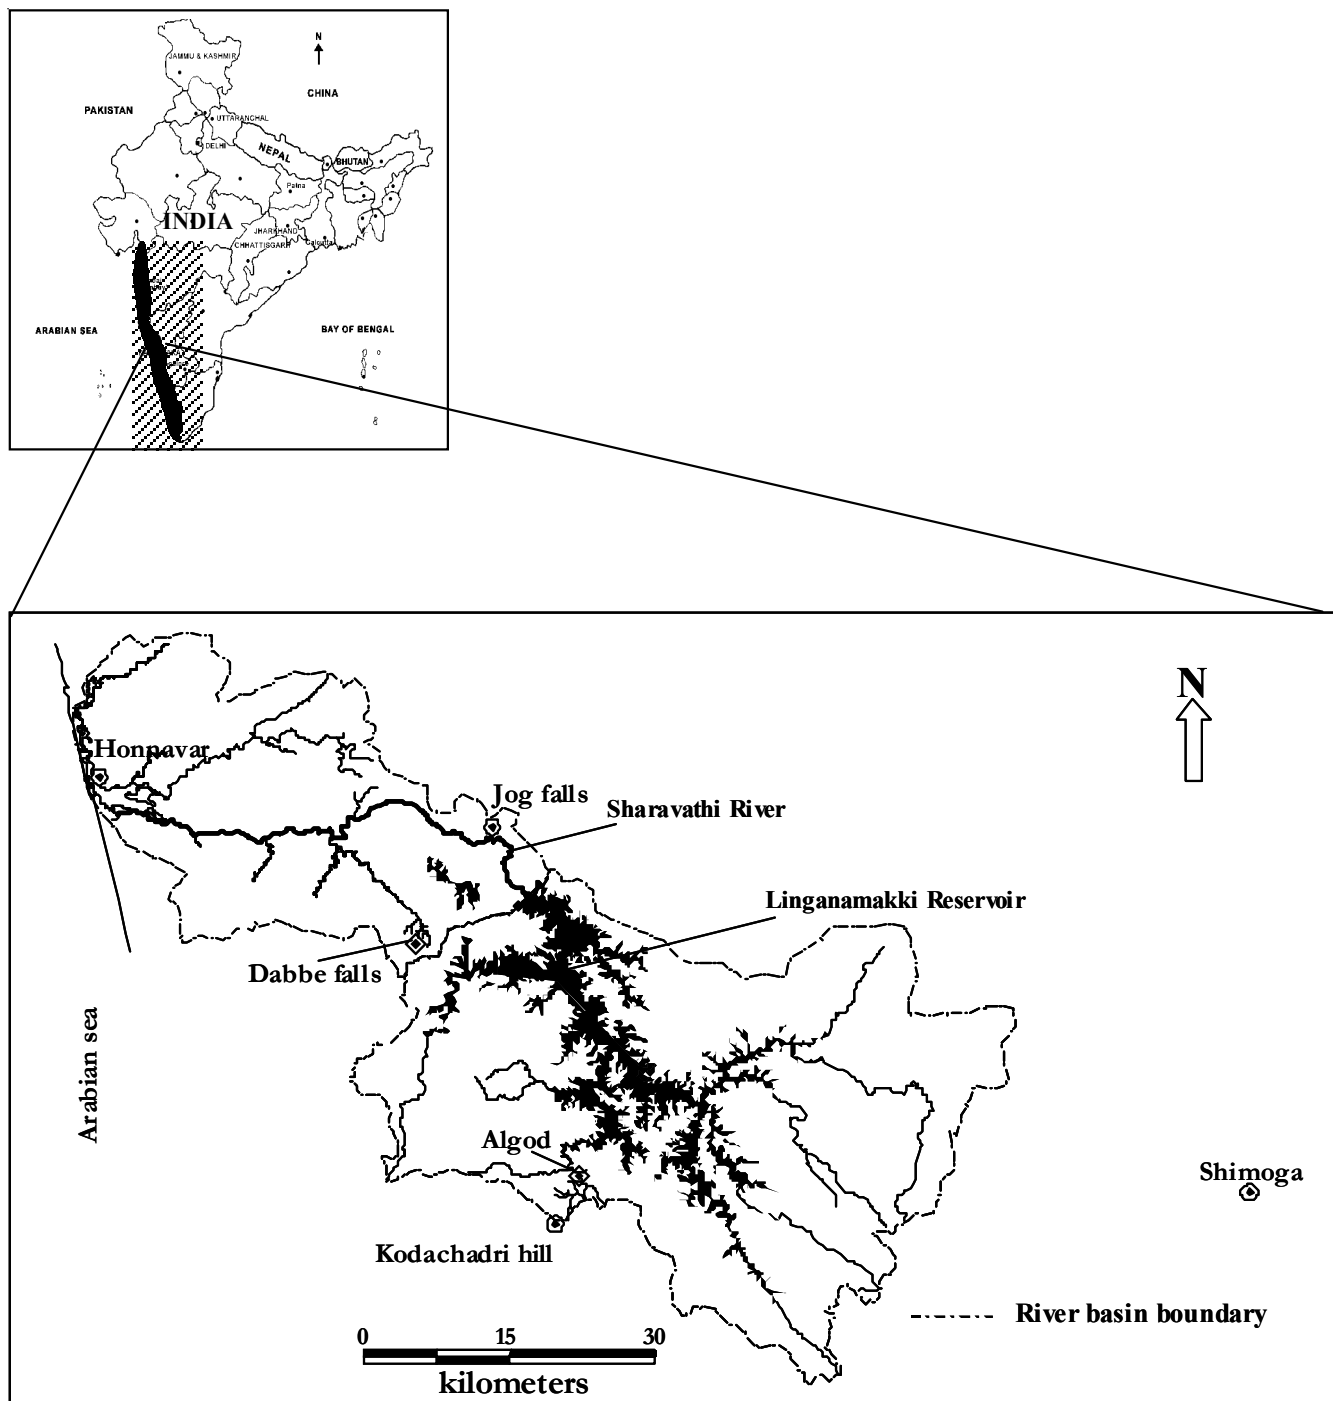 N
JAMMU & KASHMIR
CHINA
PAKISTAN
UTTARANCHAL
DELHI
NEPAL
BHUTAN
Patna
INDIA
JHARKHAND
CHHATTISGARH
Calcutta
ARABIAN SEA
BAY OF BENGAL
N
Honnavar
Jog falls
Sharavathi River
Linganamakki Reservoir
Dabbe falls
Arabian sea
Algod
Shimoga
Kodachadri hill
River basin boundary
0 15 30
kilometers